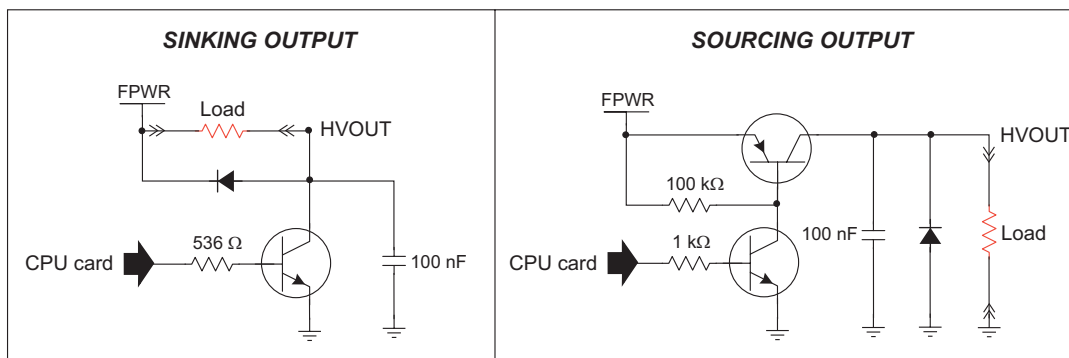 SINKING OUTPUT
FPWR
Load
HVOUT
536 Ω
CPU card
100 nF
SOURCING OUTPUT
FPWR
HVOUT
100 kΩ
1 kΩ
100 nF
Load
CPU card